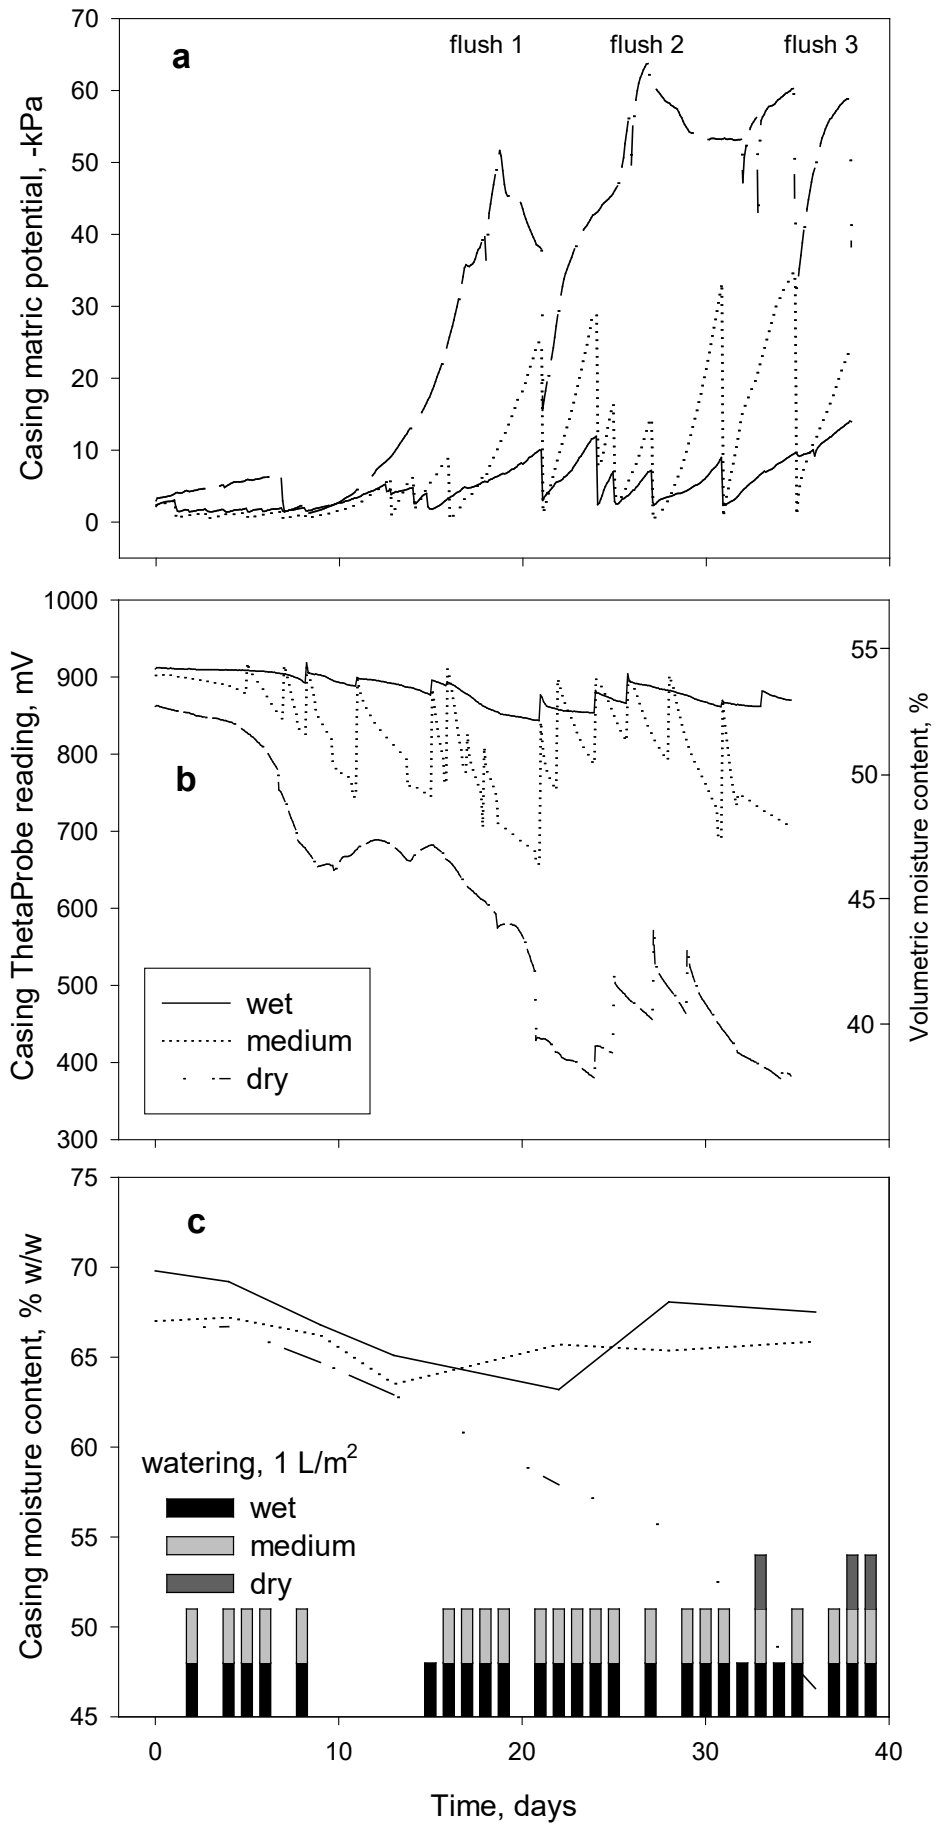 70
flush 1 flush 2 flush 3
a
60
50
40
30
20
10
0
Casing matric potential, -kPa
1000
900
800
700
600
500
400
300
Casing ThetaProbe reading, mV
55
50
45
40
Volumetric moisture content, %
b
wet
medium
dry
75
70
65
60
55
50
45
Casing moisture content, % w/w
c
watering, 1 L/m²
wet
medium
dry
0 10 20 30 40
Time, days